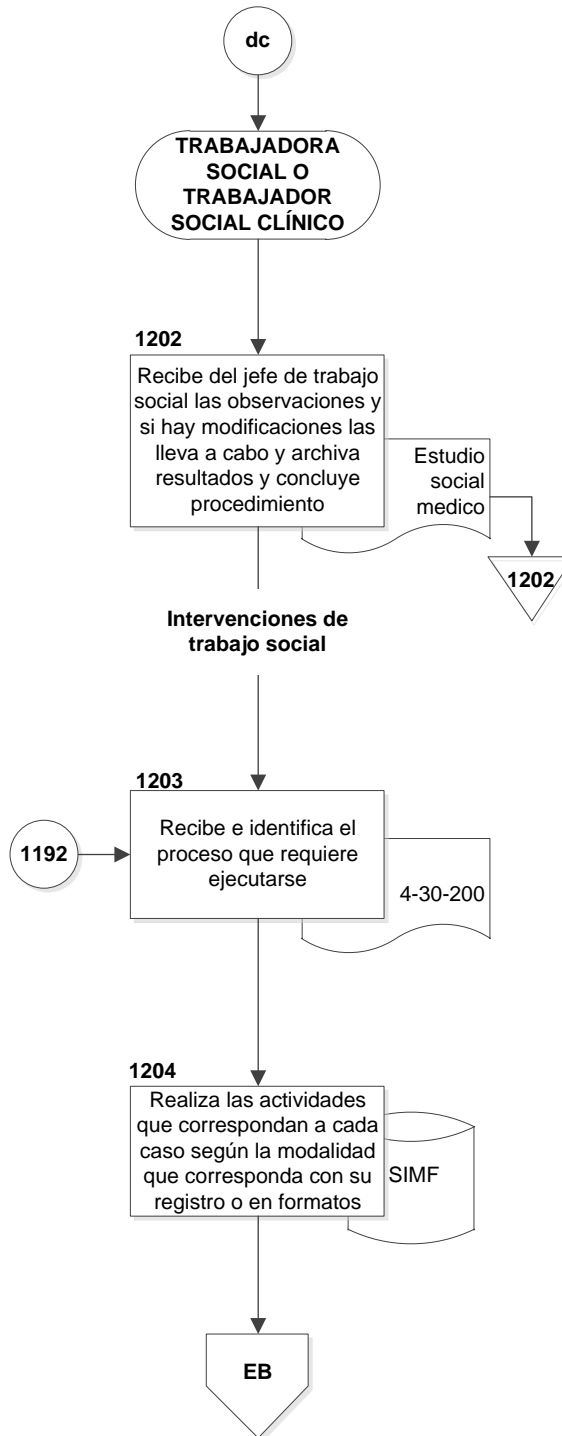 dc
TRABAJADORA
SOCIAL O
TRABAJADOR
SOCIAL CLÍNICO
1202
Recibe del jefe de trabajo
social las observaciones y
si hay modificaciones las
lleva a cabo y archiva
resultados y concluye
procedimiento
Estudio
social
medico
1202
Intervenciones de
trabajo social
1203
1192
Recibe e identifica el
proceso que requiere
ejecutarse
4-30-200
1204
Realiza las actividades
que correspondan a cada
caso según la modalidad
que corresponda con su
registro o en formatos
SIMF
EB